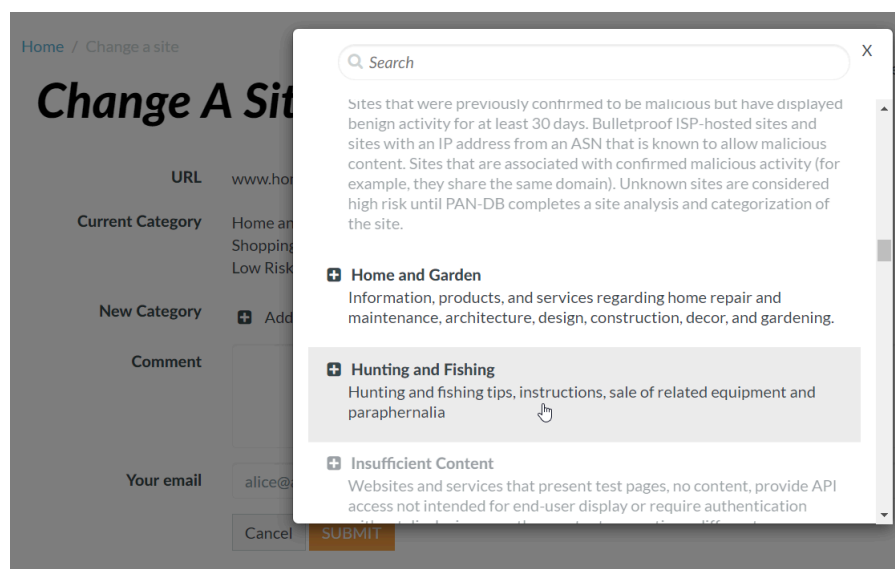 Home / Change a site
Change A Sit
URL
www.hor
Current Category
Home an
Shopping
Low Risk
New Category
Add
Comment
Your email
alice@
Cancel
SUBMIT
Search
X
Sites that were previously confirmed to be malicious but have displayed
benign activity for at least 30 days. Bulletproof ISP-hosted sites and
sites with an IP address from an ASN that is known to allow malicious
content. Sites that are associated with confirmed malicious activity (for
example, they share the same domain). Unknown sites are considered
high risk until PAN-DB completes a site analysis and categorization of
the site.
Home and Garden
Information, products, and services regarding home repair and
maintenance, architecture, design, construction, decor, and gardening.
Hunting and Fishing
Hunting and fishing tips, instructions, sale of related equipment and
paraphernalia
Insufficient Content
Websites and services that present test pages, no content, provide API
access not intended for end-user display or require authentication